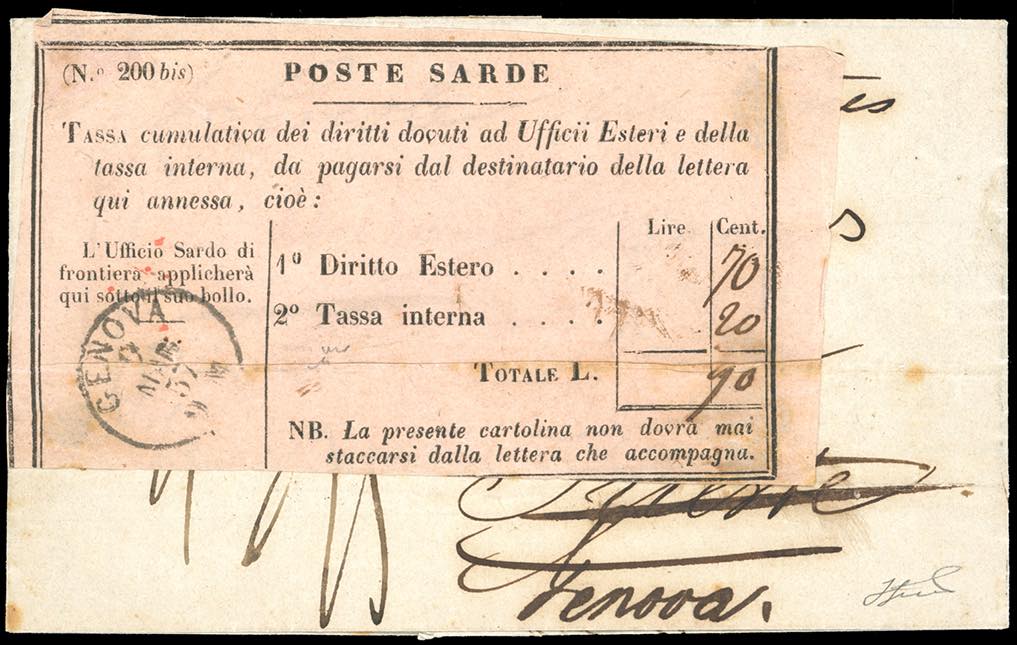 (N.º 200 bis) POSTE SARDE
TASSA cumulativa dei diritti dovuti ad Ufficii Esteri e della
tassa interna, da pagarsi dal destinatario della lettera
qui annessa, cioè:
L'Ufficio Sardo di
frontiera applicherà
qui sotto il suo bollo.
GENOVA
Lire Cent.
1º Diritto Estero . . . . 70
2º Tassa interna . . . . 20
TOTALE L. 90
NB. La presente cartolina non dovrà mai
staccarsi dalla lettera che accompagna.
Genova.